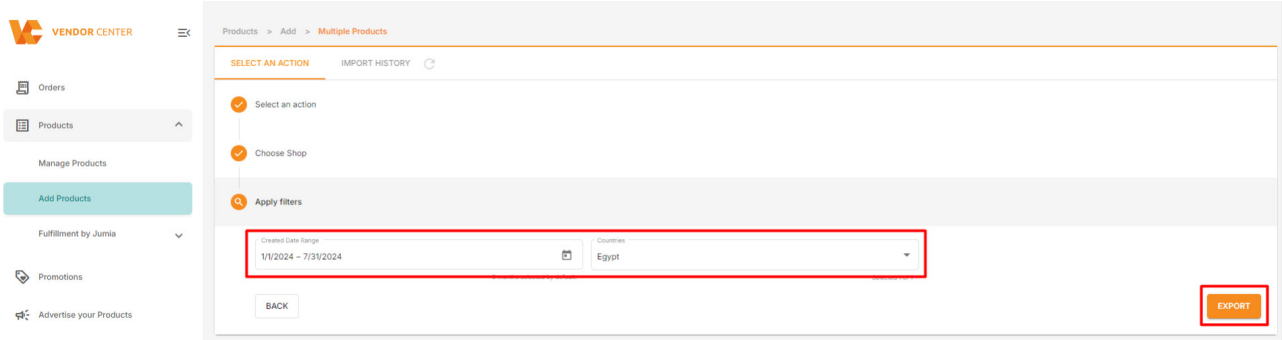 VENDOR CENTER
Products > Add > Multiple Products
SELECT AN ACTION
IMPORT HISTORY
Orders
Select an action
Products
Choose Shop
Manage Products
Add Products
Apply filters
Fulfillment by Jumia
Created Date Range
Countries
1/1/2024 – 7/31/2024
Egypt
Promotions
BACK
EXPORT
Advertise your Products